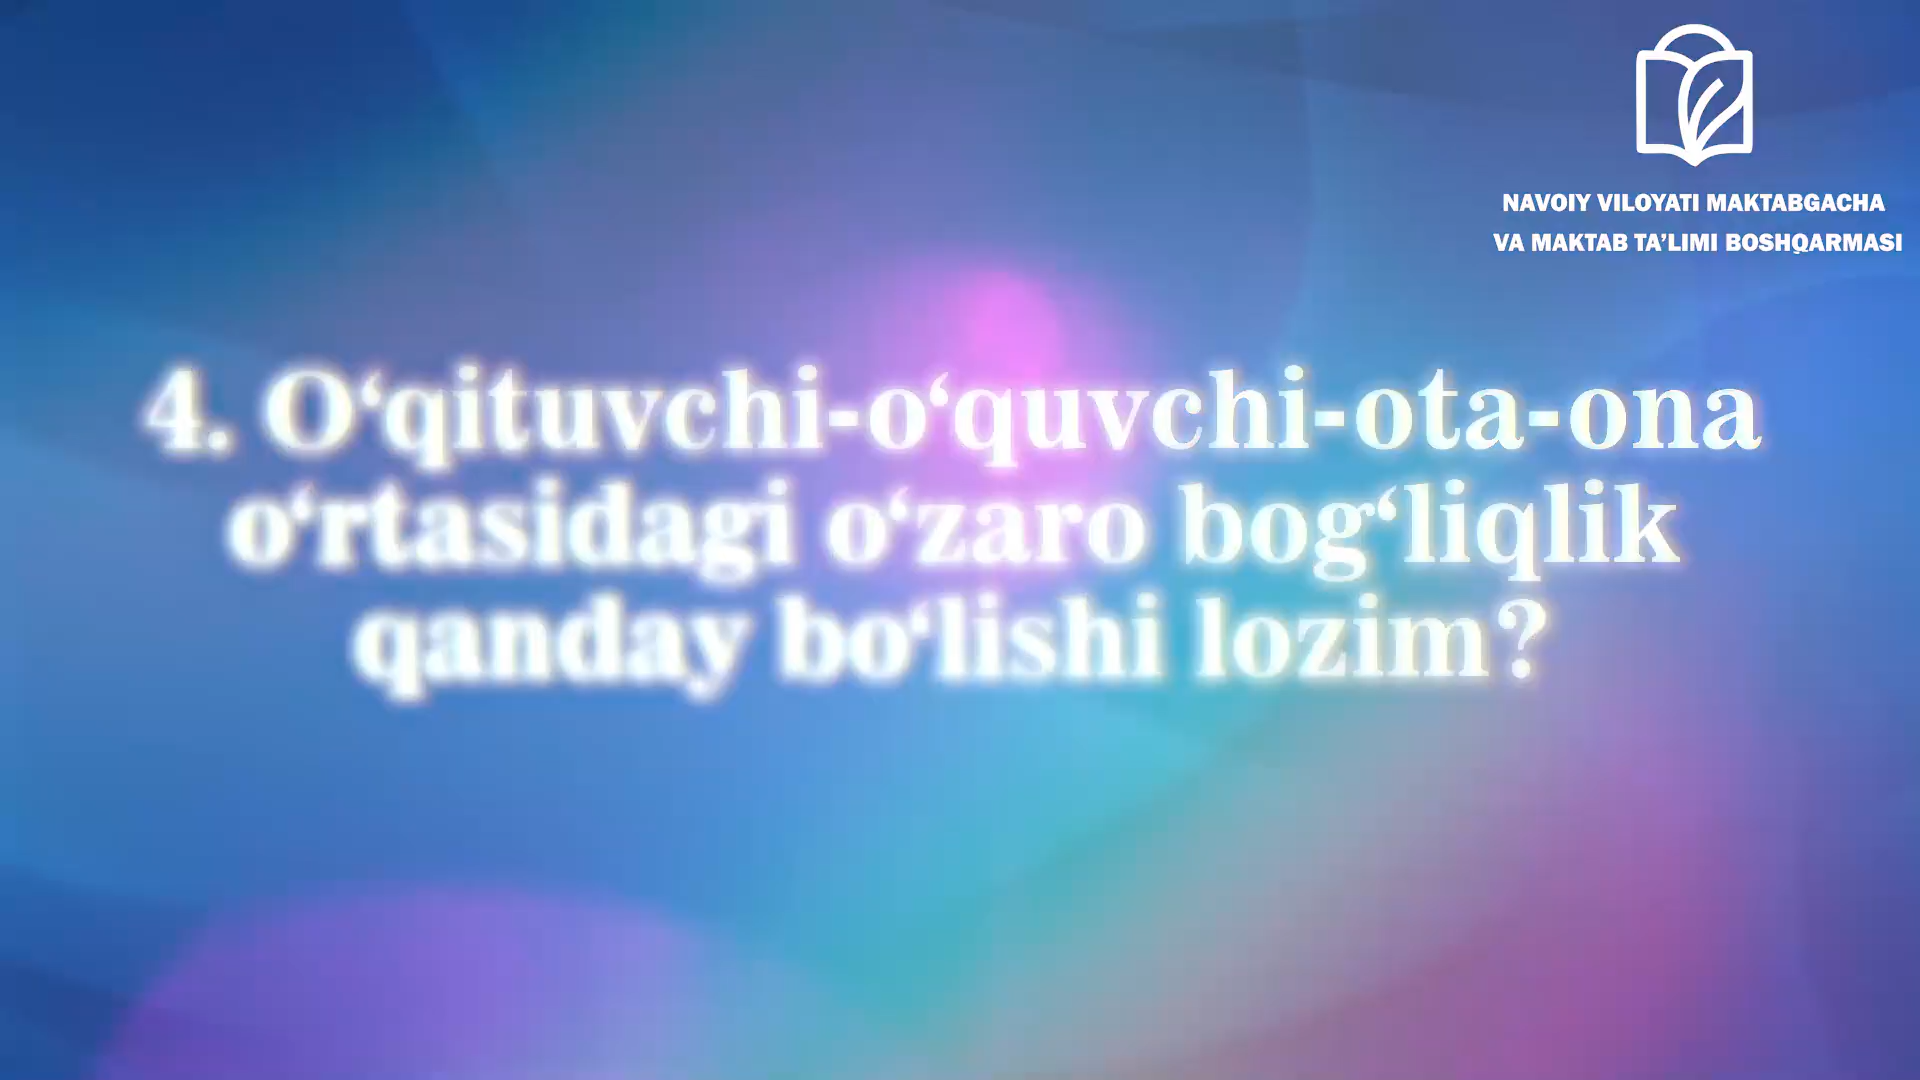 NAVOIY VILOYATI MAKTABGACHA
VA MAKTAB TA’LIMI BOSHQARMASI
4. O‘qituvchi-o‘quvchi-ota-ona
o‘rtasidagi o‘zaro bog‘liqlik
qanday bo‘lishi lozim?